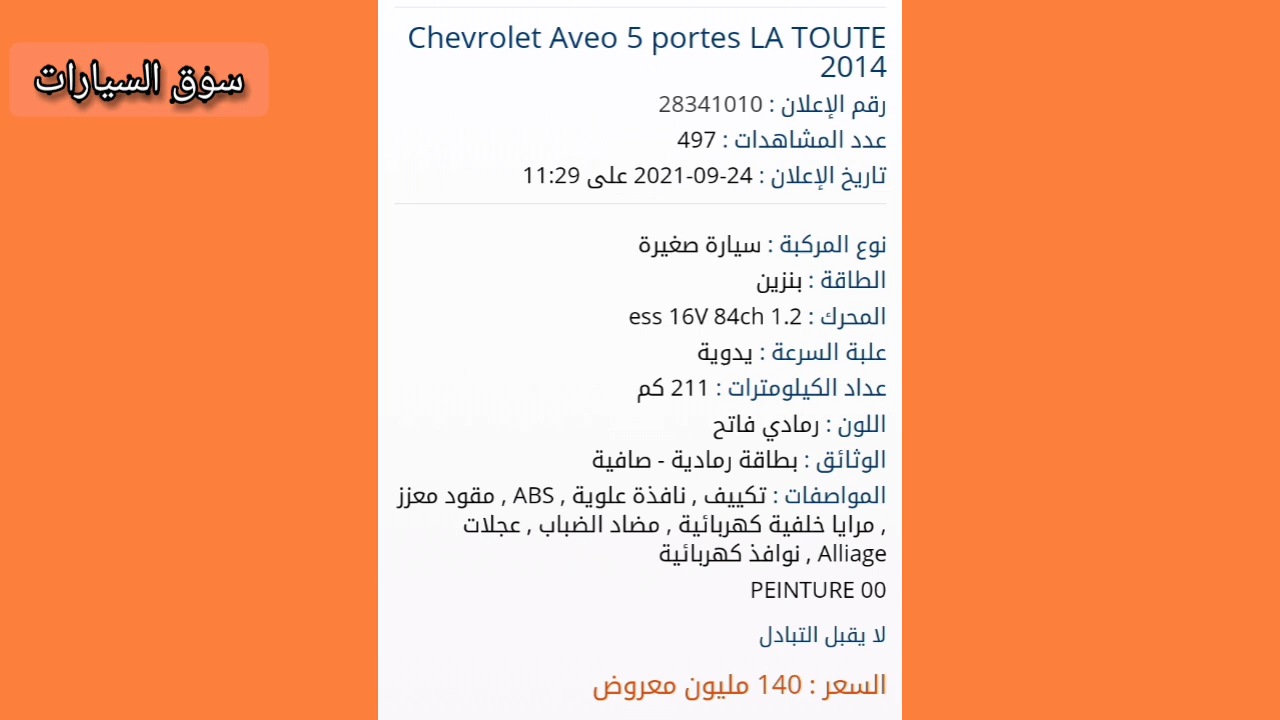 سوق السيارات
Chevrolet Aveo 5 portes LA TOUTE
2014
رقم الإعلان : 28341010
عدد المشاهدات : 497
تاريخ الإعلان : 24-09-2021 على 11:29
نوع المركبة : سيارة صغيرة
الطاقة : بنزين
المحرك : 1.2 ess 16V 84ch
علبة السرعة : يدوية
عداد الكيلومترات : 211 كم
اللون : رمادي فاتح
الوثائق : بطاقة رمادية - صافية
المواصفات : تكييف , نافذة علوية , ABS , مقود معزز
, مرايا خلفية كهربائية , مضاد الضباب , عجلات
Alliage , نوافذ كهربائية
PEINTURE 00
لا يقبل التبادل
السعر : 140 مليون معروض